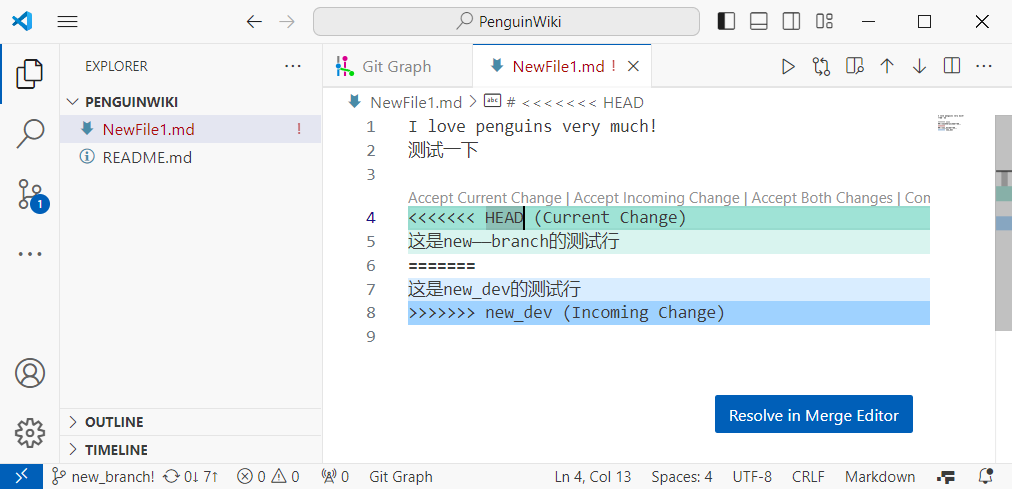 PenguinWiki
EXPLORER
Git Graph
NewFile1.md !
PENGUINWIKI
NewFile1.md !
README.md
NewFile1.md > abc # <<<<<<< HEAD
1 I love penguins very much!
2 测试一下
3
Accept Current Change | Accept Incoming Change | Accept Both Changes | Com
4 <<<<<<< HEAD (Current Change)
5 这是new——branch的测试行
6 =======
7 这是new_dev的测试行
8 >>>>>>> new_dev (Incoming Change)
9
1
Resolve in Merge Editor
OUTLINE
TIMELINE
new_branch! 0↓ 7↑ 0 0 0 Git Graph Ln 4, Col 13 Spaces: 4 UTF-8 CRLF Markdown